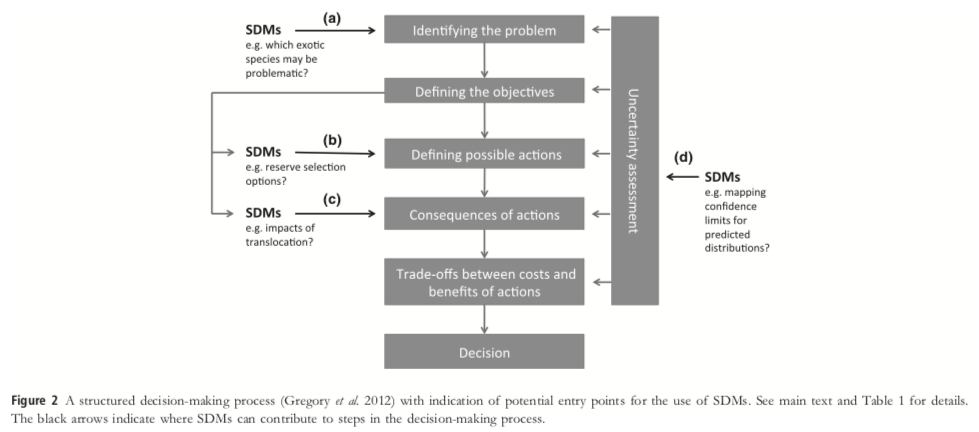 SDMs
(a)
e.g. which exotic
species may be
problematic?
Identifying the problem
Defining the objectives
SDMs
(b)
e.g. reserve selection
options?
Defining possible actions
SDMs
(c)
e.g. impacts of
translocation?
Consequences of actions
Trade-offs between costs and
benefits of actions
Decision
Uncertainty assessment
(d)
SDMs
e.g. mapping
confidence
limits for
predicted
distributions?
Figure 2 A structured decision-making process (Gregory et al. 2012) with indication of potential entry points for the use of SDMs. See main text and Table 1 for details.
The black arrows indicate where SDMs can contribute to steps in the decision-making process.